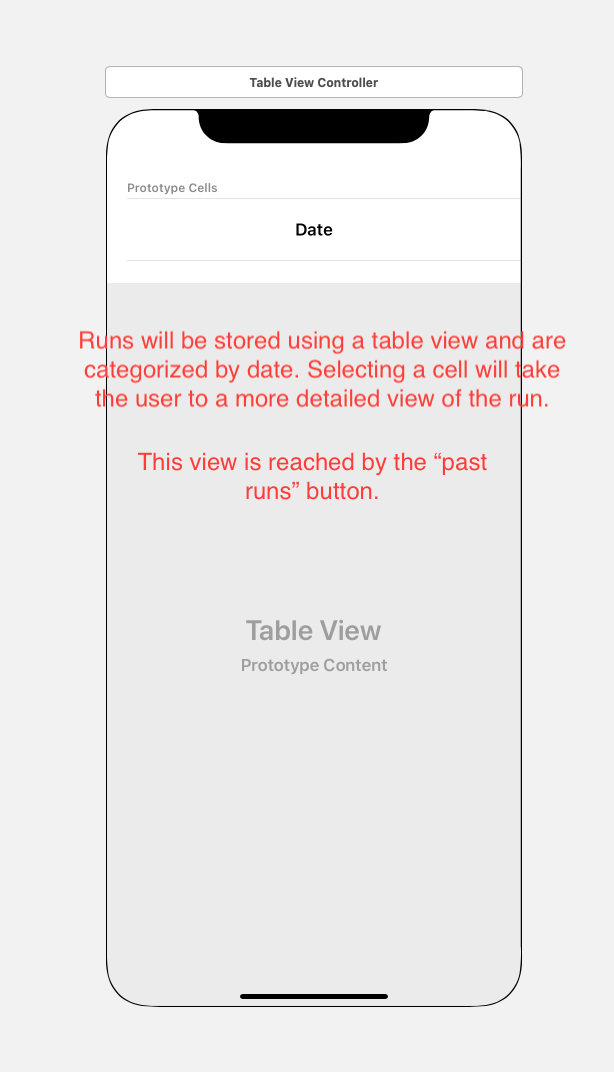 Table View Controller
Prototype Cells
Date
Runs will be stored using a table view and are
categorized by date. Selecting a cell will take
the user to a more detailed view of the run.
This view is reached by the “past
runs” button.
Table View
Prototype Content